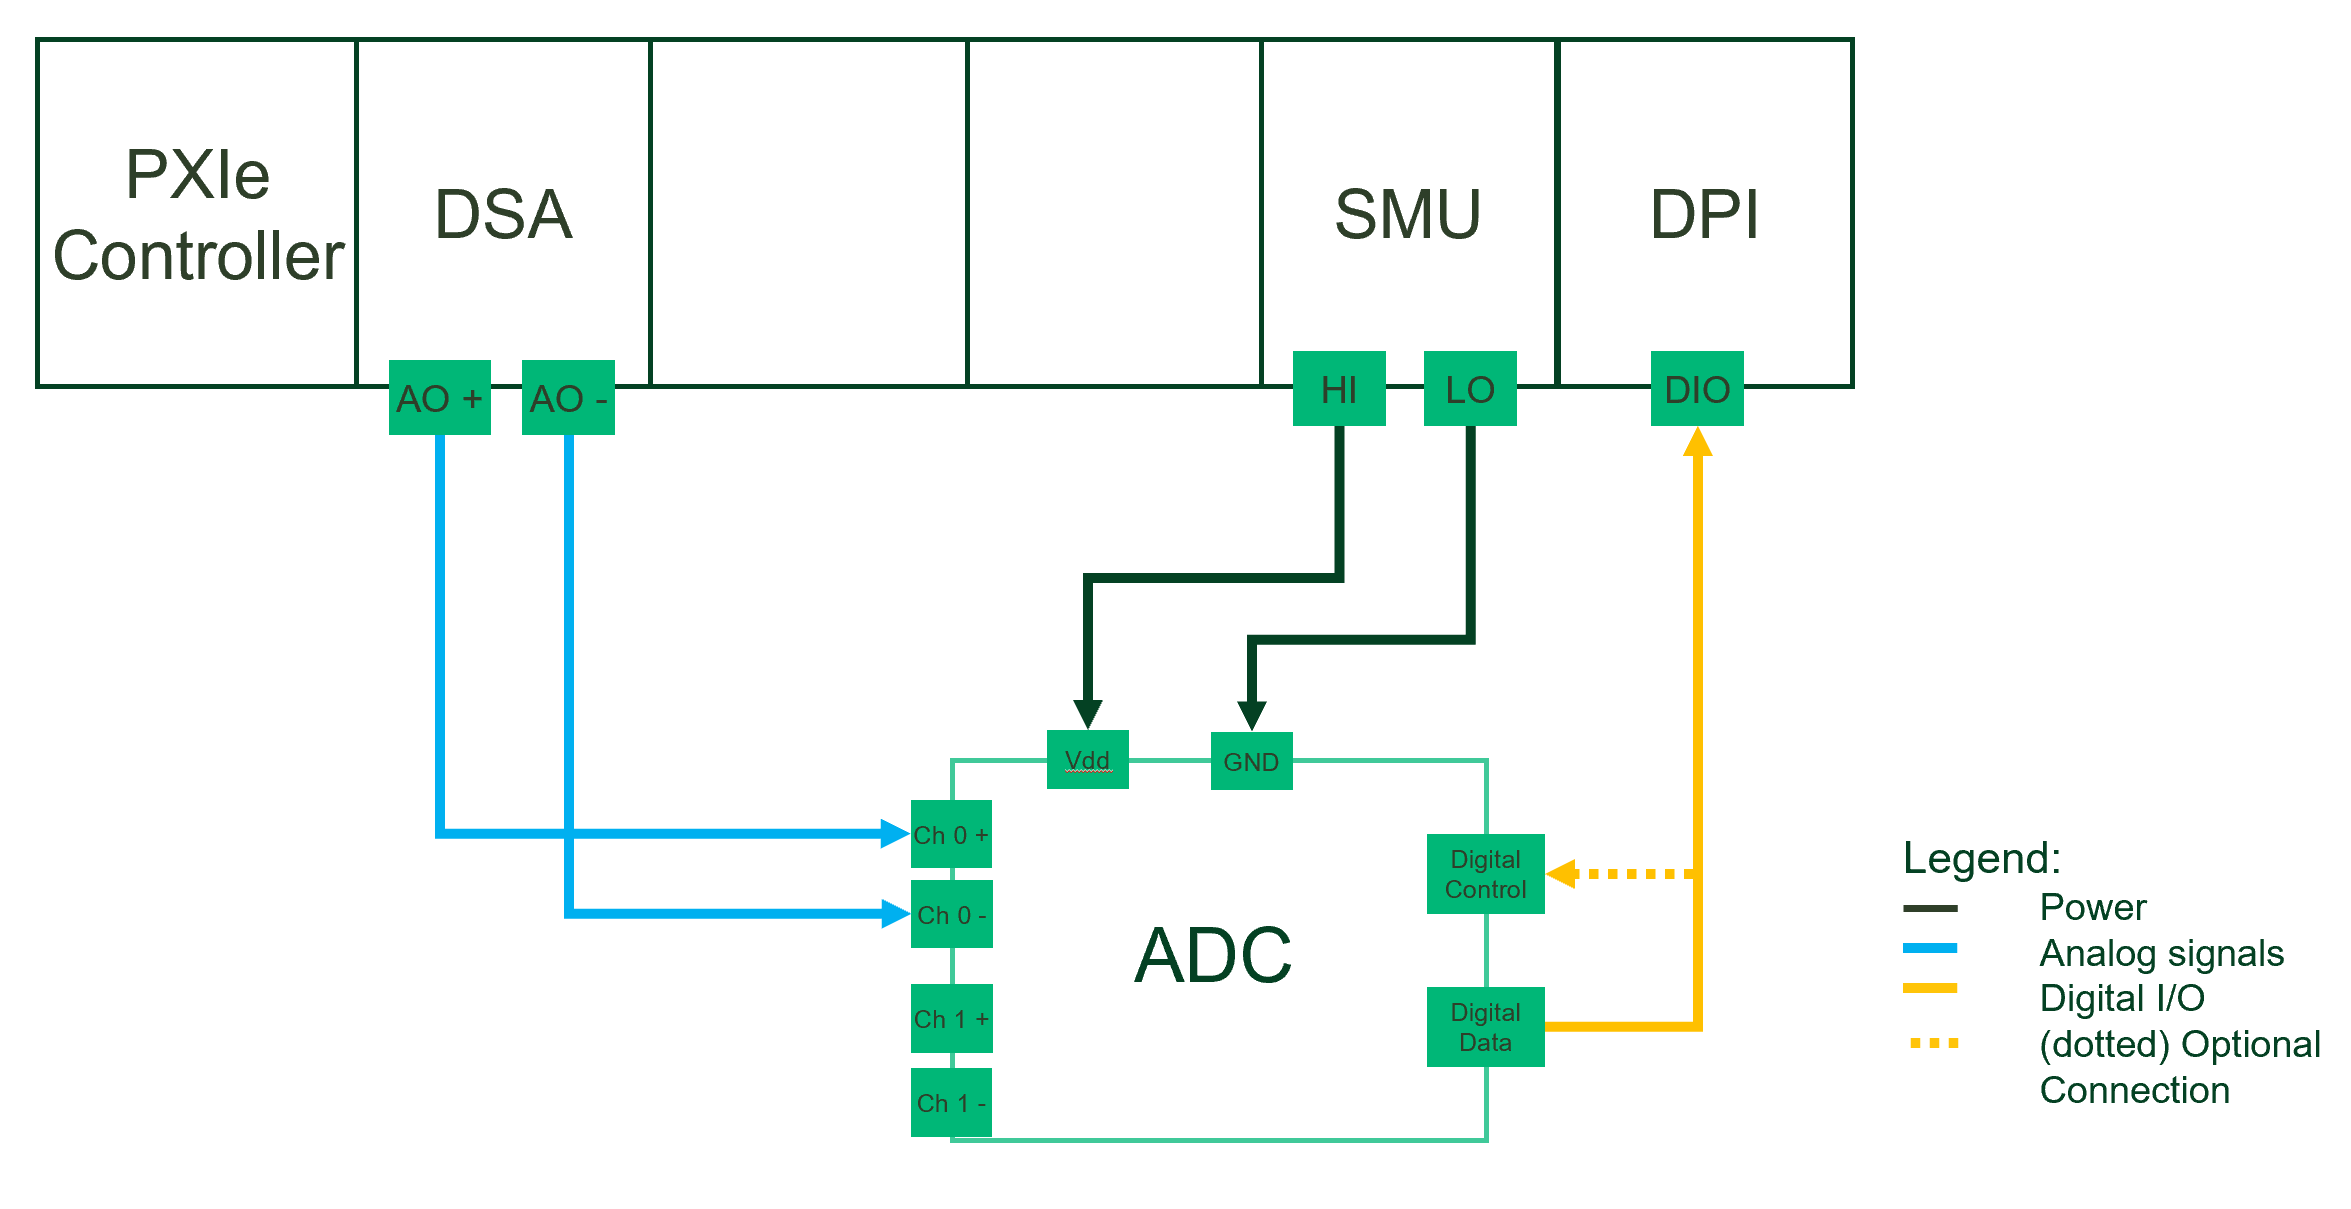 PXIe
Controller
DSA
SMU
DPI
AO +
AO -
HI
LO
DIO
Vdd
GND
Ch 0 +
Ch 0 -
Ch 1 +
Ch 1 -
ADC
Digital
Control
Digital
Data
Legend:
Power
Analog signals
Digital I/O
(dotted) Optional
Connection